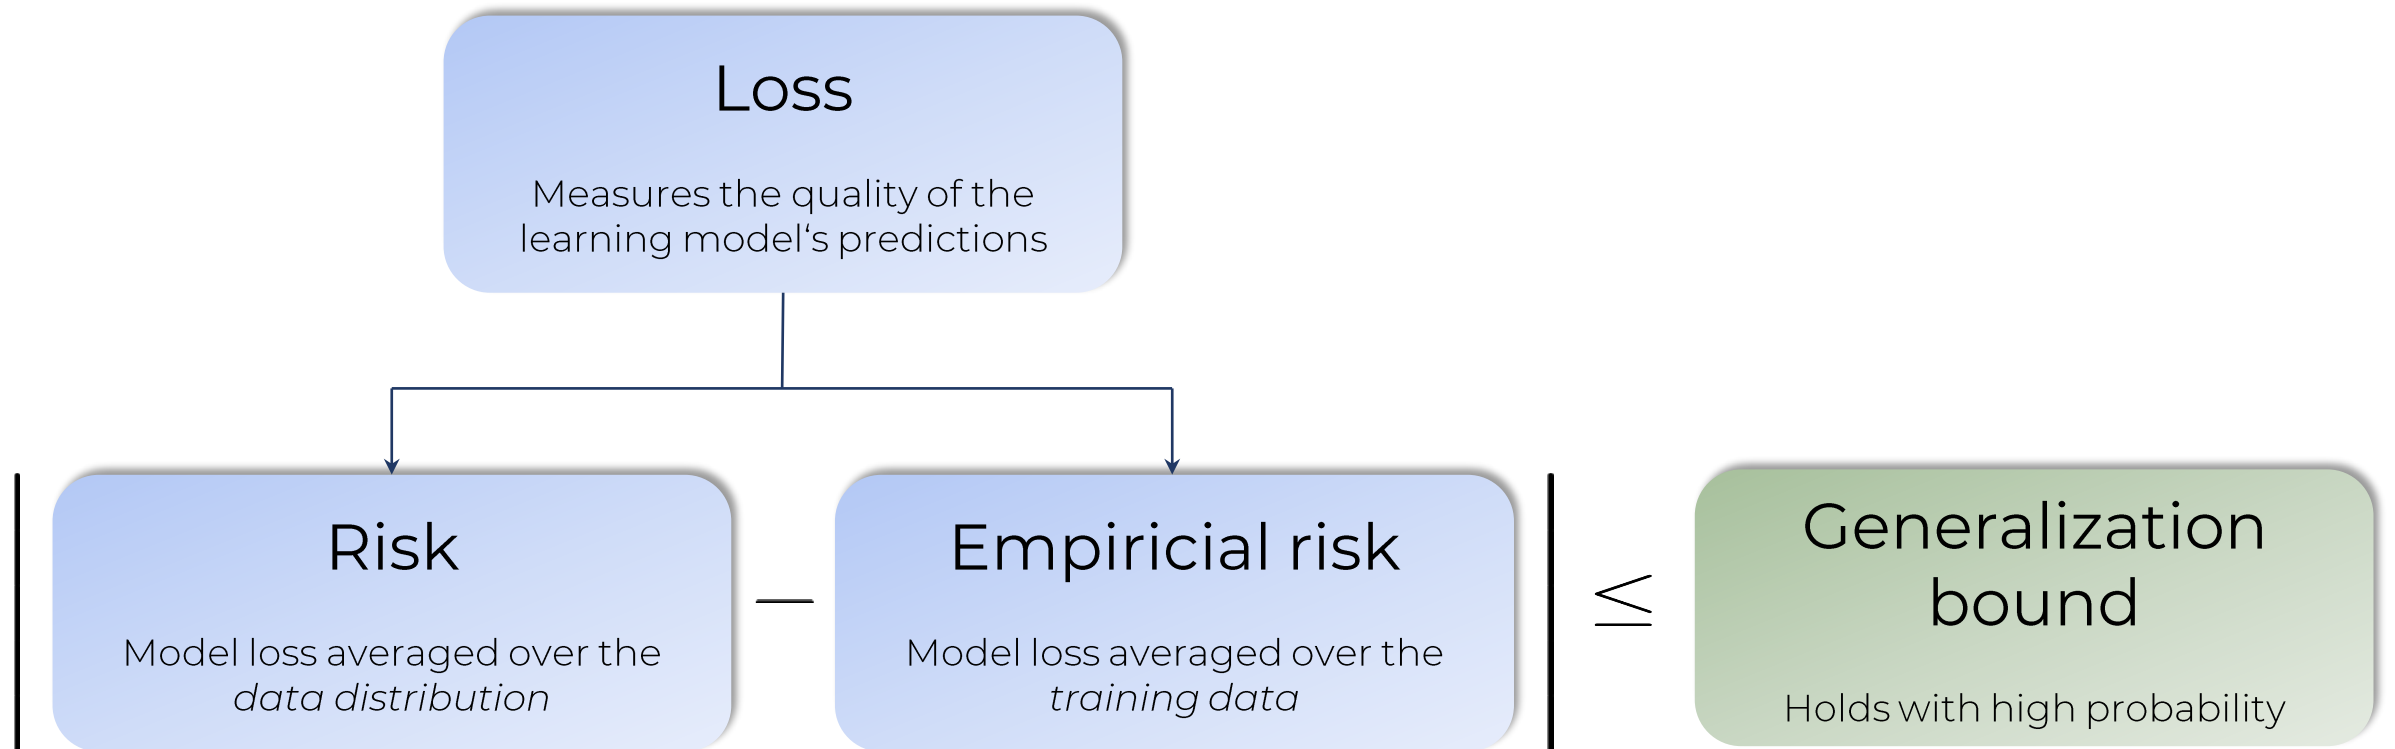 Loss
Measures the quality of the
learning model‘s predictions
Risk
Model loss averaged over the
data distribution
—
Empiricial risk
Model loss averaged over the
training data
≤
Generalization
bound
Holds with high probability